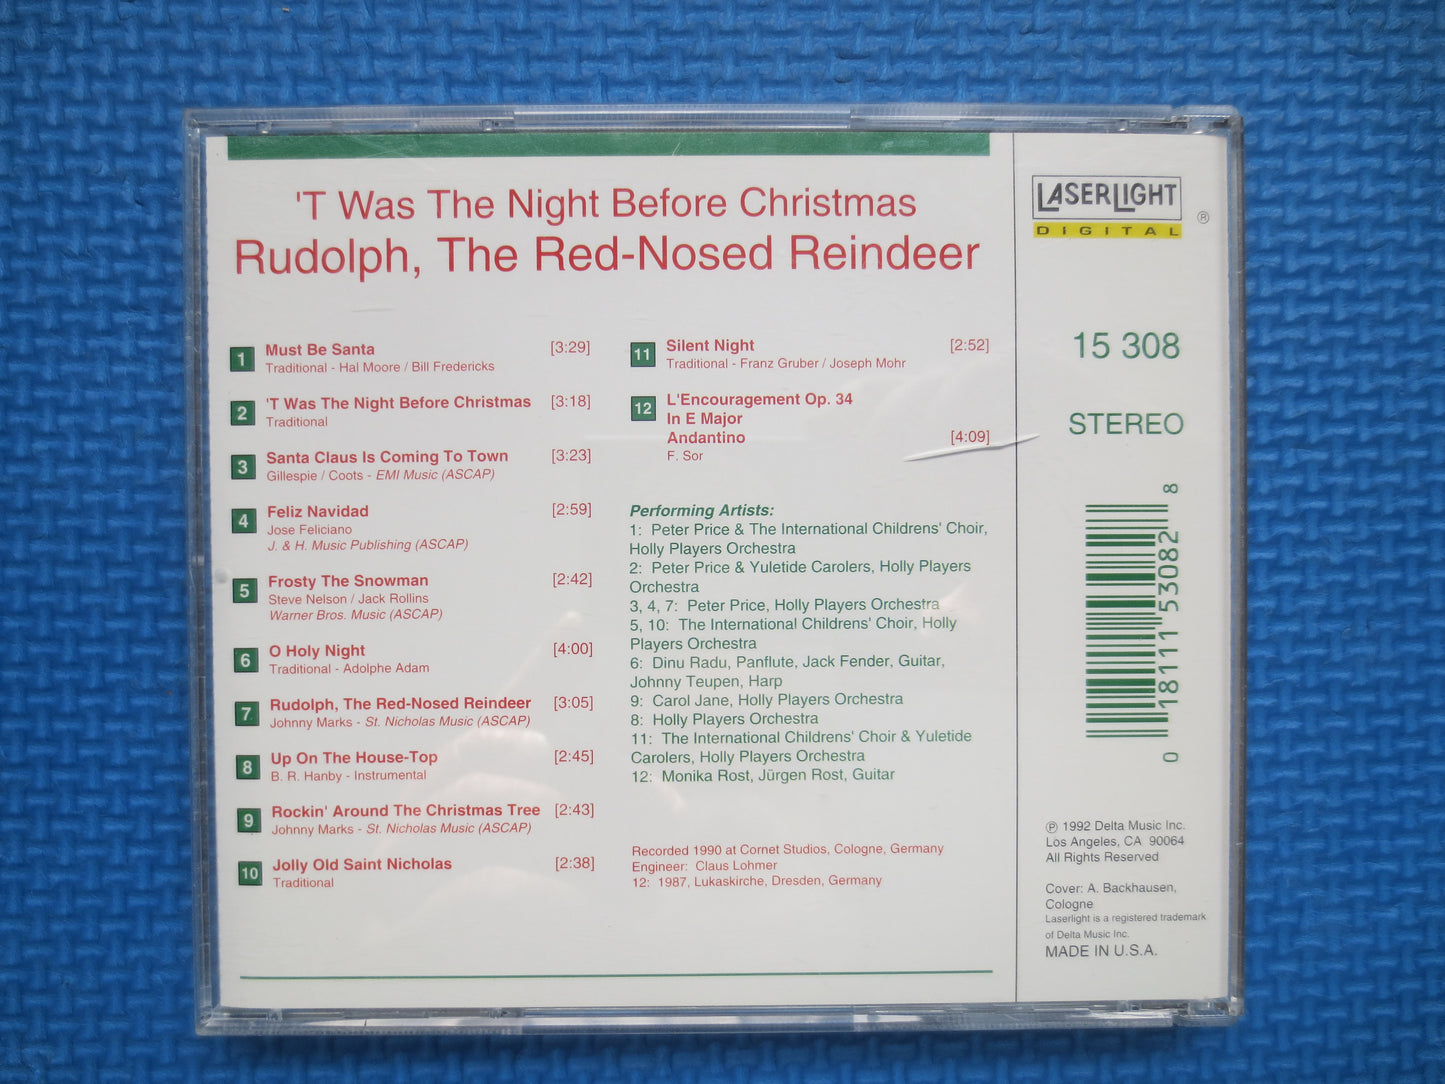 'T Was The Night Before Christmas
Rudolph, The Red-Nosed Reindeer
1 Must Be Santa [3:29]
Traditional - Hal Moore / Bill Fredericks
2 'T Was The Night Before Christmas [3:18]
Traditional
3 Santa Claus Is Coming To Town [3:23]
Gillespie / Coots - EMI Music (ASCAP)
4 Feliz Navidad [2:59]
Jose Feliciano
J. & H. Music Publishing (ASCAP)
5 Frosty The Snowman [2:42]
Steve Nelson / Jack Rollins
Warner Bros. Music (ASCAP)
6 O Holy Night [4:00]
Traditional - Adolphe Adam
7 Rudolph, The Red-Nosed Reindeer [3:05]
Johnny Marks - St. Nicholas Music (ASCAP)
8 Up On The House-Top [2:45]
B. R. Hanby - Instrumental
9 Rockin' Around The Christmas Tree [2:43]
Johnny Marks - St. Nicholas Music (ASCAP)
10 Jolly Old Saint Nicholas [2:38]
Traditional
11 Silent Night [2:52]
Traditional - Franz Gruber / Joseph Mohr
12 L'Encouragement Op. 34
In E Major
Andantino [4:09]
F. Sor
Performing Artists:
1: Peter Price & The International Childrens' Choir,
Holly Players Orchestra
2: Peter Price & Yuletide Carolers, Holly Players
Orchestra
3, 4, 7: Peter Price, Holly Players Orchestra
5, 10: The International Childrens' Choir, Holly
Players Orchestra
6: Dinu Radu, Panflute, Jack Fender, Guitar,
Johnny Teupen, Harp
9: Carol Jane, Holly Players Orchestra
8: Holly Players Orchestra
11: The International Childrens' Choir & Yuletide
Carolers, Holly Players Orchestra
12: Monika Rost, Jürgen Rost, Guitar
Recorded 1990 at Cornet Studios, Cologne, Germany
Engineer: Claus Lohmer
12: 1987, Lukaskirche, Dresden, Germany
LASERLIGHT ®
DIGITAL
15 308
STEREO
0 18111 53082 8
℗ 1992 Delta Music Inc.
Los Angeles, CA 90064
All Rights Reserved
Cover: A. Backhausen,
Cologne
Laserlight is a registered trademark
of Delta Music Inc.
MADE IN U.S.A.